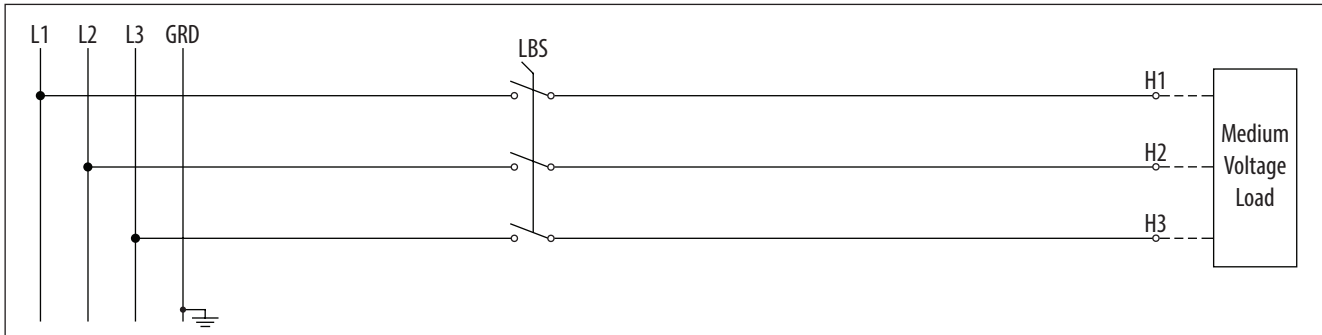 L1 L2 L3 GRD
LBS
H1
H2
H3
Medium
Voltage
Load